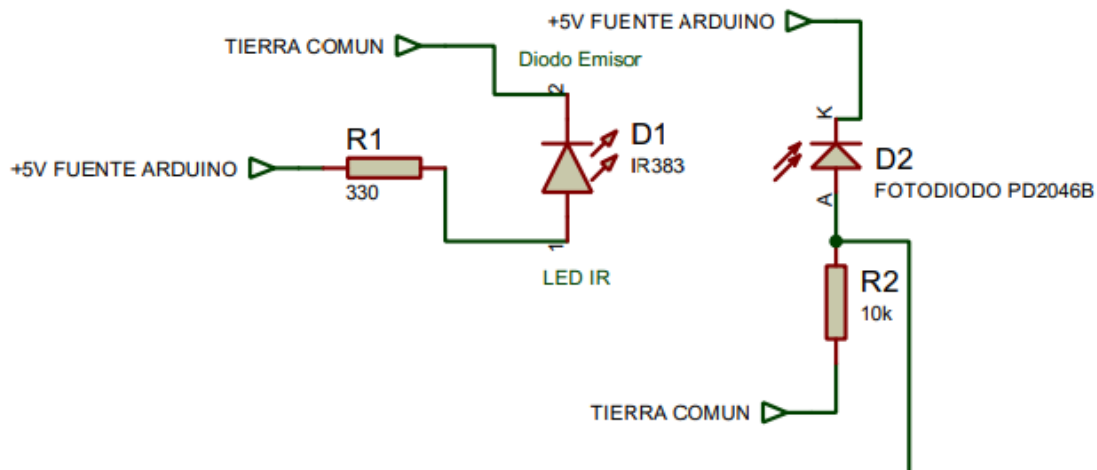 +5V FUENTE ARDUINO
TIERRA COMUN
Diodo Emisor
2
K
R1
D1
+5V FUENTE ARDUINO
IR383
330
D2
FOTODIODO PD2046B
A
1
LED IR
R2
10k
TIERRA COMUN